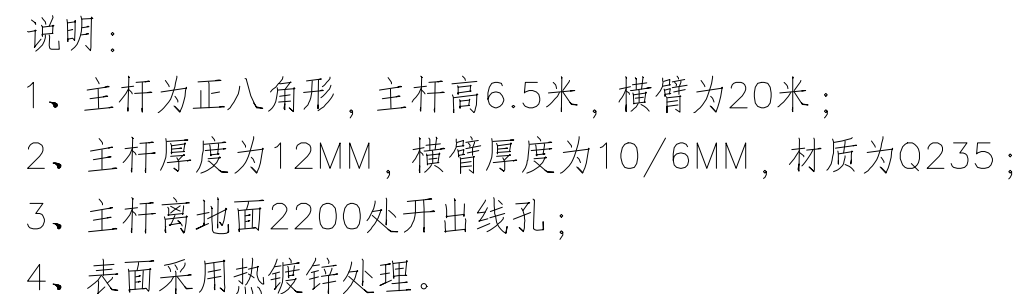 说明：
1、主杆为正八角形，主杆高6.5米，横臂为20米；
2、主杆厚度为12MM，横臂厚度为10/6MM，材质为Q235；
3、主杆离地面2200处开出线孔；
4、表面采用热镀锌处理。